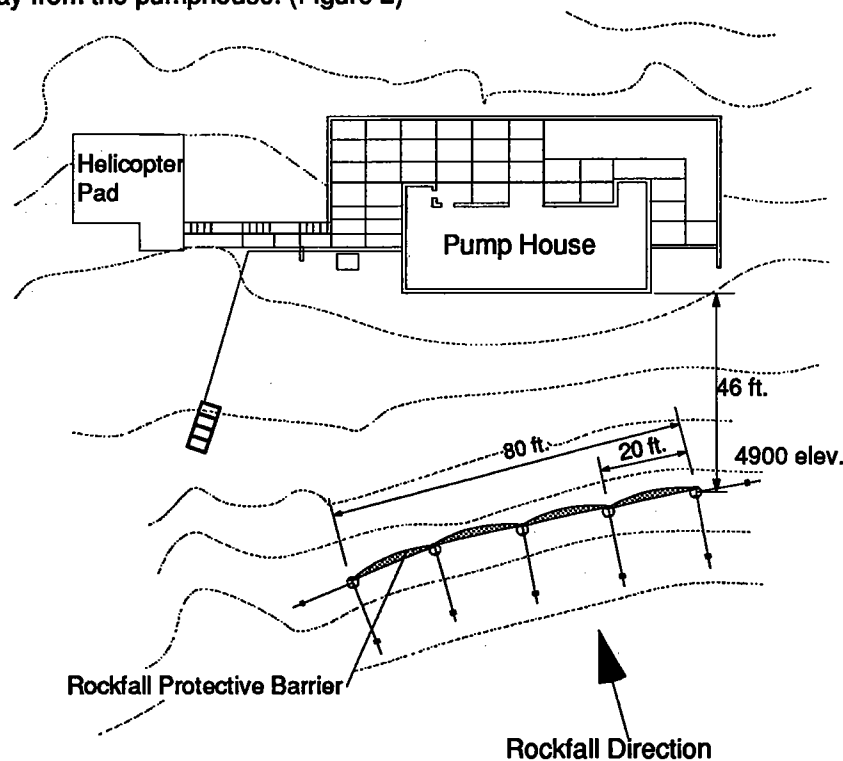 ay from the pumphouse. (Figure 2)
Helicopter
Pad
Pump House
46 ft.
80 ft.
20 ft.
4900 elev.
Rockfall Protective Barrier
Rockfall Direction